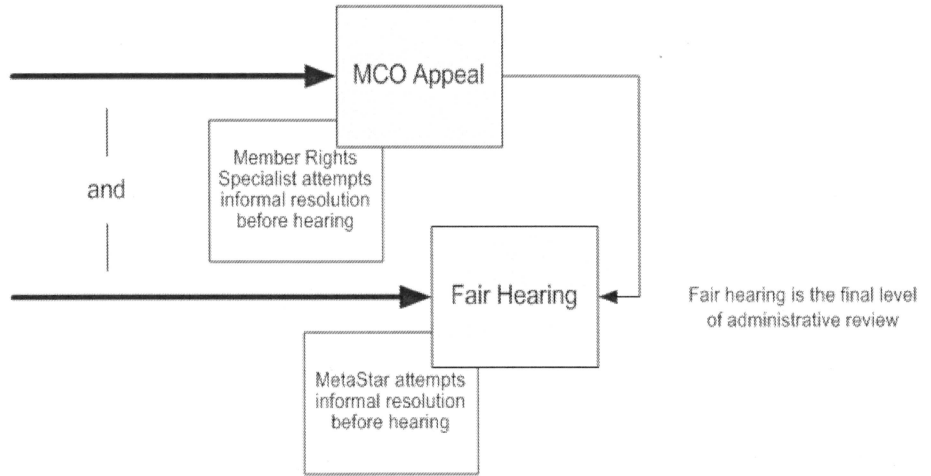 MCO Appeal
Member Rights
Specialist attempts
informal resolution
before hearing
and
Fair Hearing
Fair hearing is the final level
of administrative review
MetaStar attempts
informal resolution
before hearing